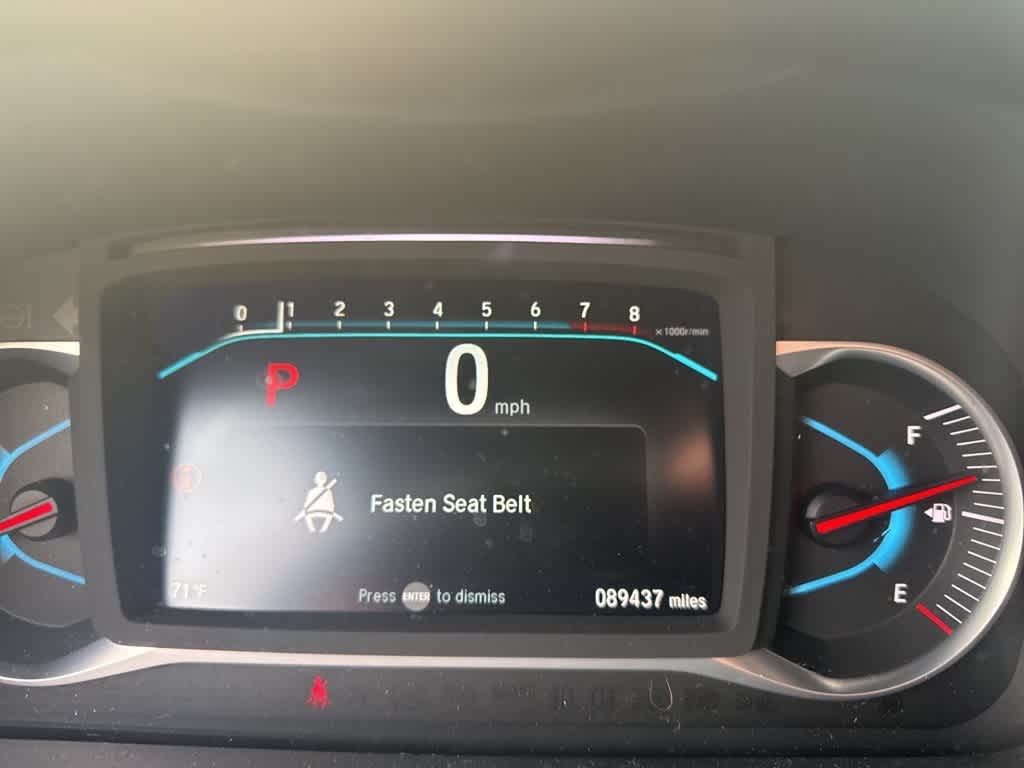 0 1 2 3 4 5 6 7 8
x1000r/min
P
0 mph
F
Fasten Seat Belt
E
71°F
Press ENTER to dismiss
089437 miles